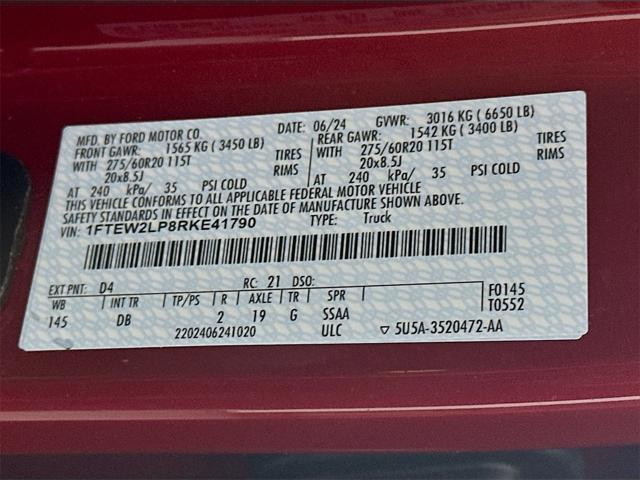 MFD. BY FORD MOTOR CO. DATE: 06/24 GVWR: 3016 KG ( 6650 LB)
FRONT GAWR: 1565 KG ( 3450 LB) REAR GAWR: 1542 KG ( 3400 LB)
WITH 275/60R20 115T TIRES WITH 275/60R20 115T TIRES
20x8.5J RIMS 20x8.5J RIMS
AT 240 kPa/ 35 PSI COLD AT 240 kPa/ 35 PSI COLD
THIS VEHICLE CONFORMS TO ALL APPLICABLE FEDERAL MOTOR VEHICLE
SAFETY STANDARDS IN EFFECT ON THE DATE OF MANUFACTURE SHOWN ABOVE.
VIN: 1FTEW2LP8RKE41790 TYPE: Truck
EXT PNT: D4 RC: 21 DSO: F0145
WB INT TR TP/PS R AXLE TR SPR T0552
145 DB 2 19 G SSAA
2202406241020 ULC ▽ 5U5A-3520472-AA